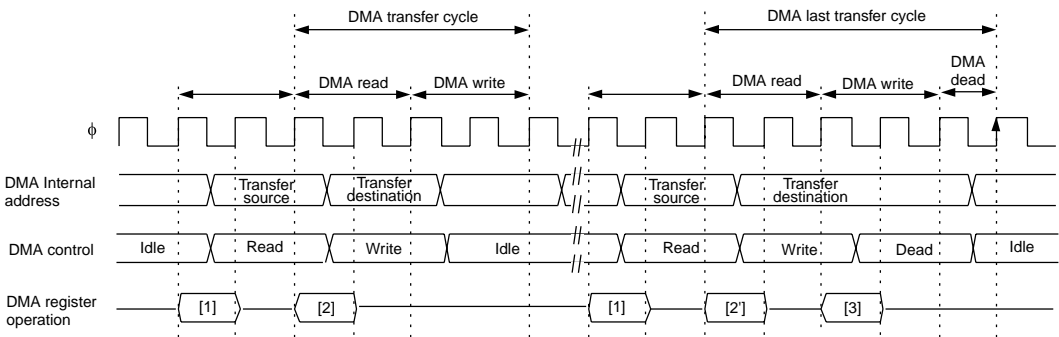 DMA transfer cycle
DMA last transfer cycle
DMA read
DMA write
DMA read
DMA write
DMA
dead
ϕ
DMA Internal
address
Transfer
source
Transfer
destination
Transfer
source
Transfer
destination
DMA control
Idle
Read
Write
Idle
Read
Write
Dead
Idle
DMA register
operation
[1]
[2]
[1]
[2']
[3]